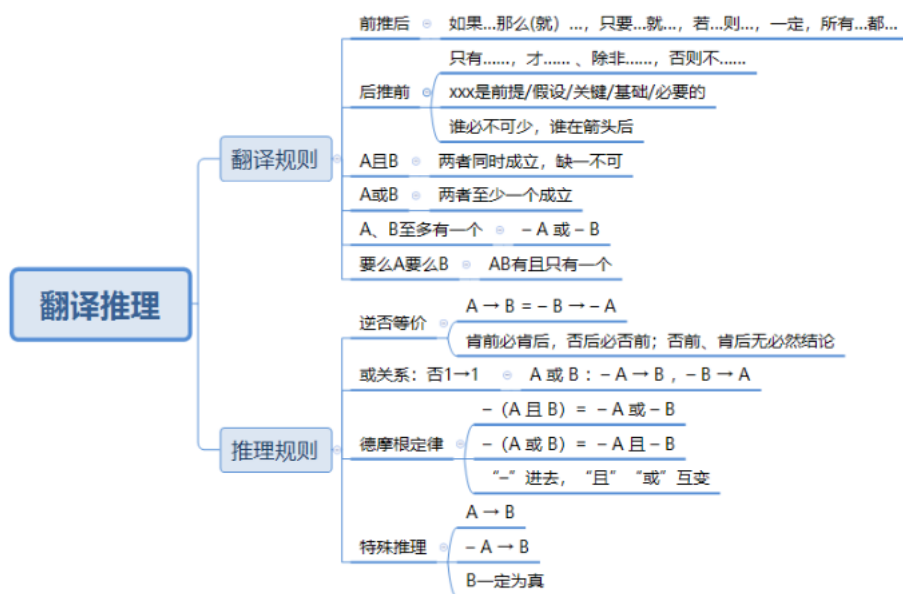 翻译推理
翻译规则
前推后
如果...那么(就) ...，只要...就...，若...则...，一定，所有...都...
后推前
只有......，才...... 、除非......，否则不......
xxx是前提/假设/关键/基础/必要的
谁必不可少，谁在箭头后
A且B
两者同时成立，缺一不可
A或B
两者至少一个成立
A、B至多有一个
– A 或 – B
要么A要么B
AB有且只有一个
推理规则
逆否等价
A → B = – B → – A
肯前必肯后，否后必否前；否前、肯后无必然结论
或关系：否1→1
A 或 B：– A → B ，– B → A
德摩根定律
–（A 且 B）= – A 或 – B
–（A 或 B）= – A 且 – B
“–”进去，“且”“或”互变
特殊推理
A → B
– A → B
B一定为真